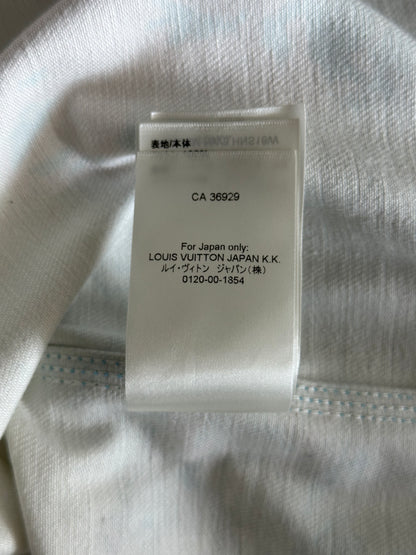 表地/本体
CA 36929
For Japan only:
LOUIS VUITTON JAPAN K.K.
ルイ・ヴィトン ジャパン(株)
0120-00-1854